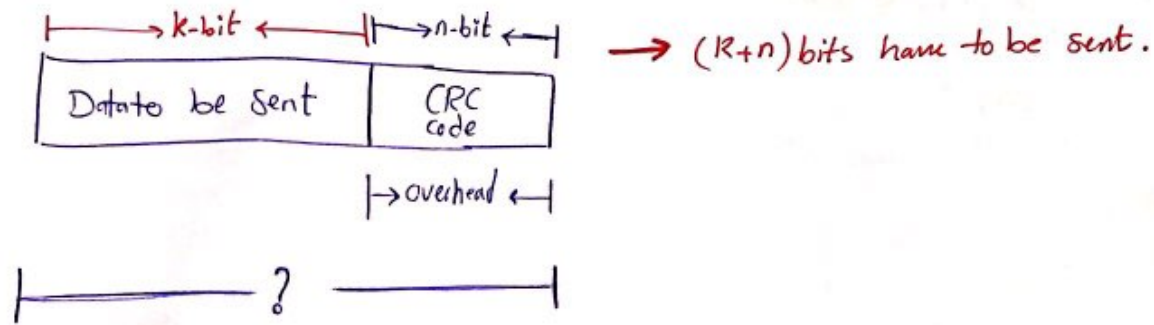 k-bit n-bit
→ (k+n) bits have to be sent.
Data to be sent
CRC
code
overhead
?